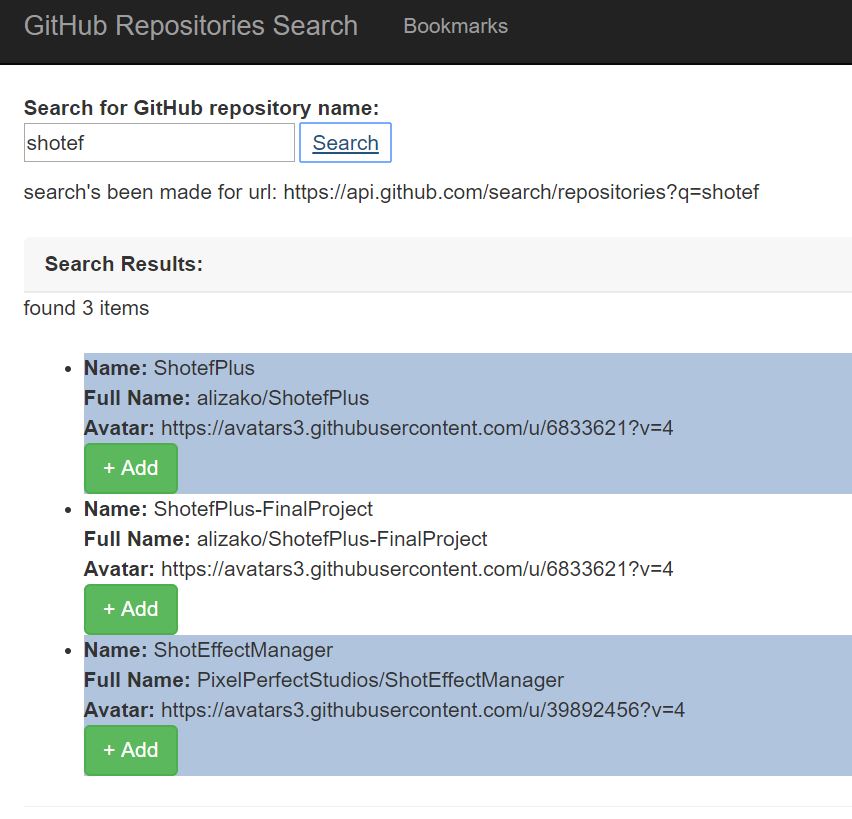 GitHub Repositories Search Bookmarks
Search for GitHub repository name:
shotef Search
search's been made for url: https://api.github.com/search/repositories?q=shotef
Search Results:
found 3 items
Name: ShotefPlus
Full Name: alizako/ShotefPlus
Avatar: https://avatars3.githubusercontent.com/u/6833621?v=4
+ Add
Name: ShotefPlus-FinalProject
Full Name: alizako/ShotefPlus-FinalProject
Avatar: https://avatars3.githubusercontent.com/u/6833621?v=4
+ Add
Name: ShotEffectManager
Full Name: PixelPerfectStudios/ShotEffectManager
Avatar: https://avatars3.githubusercontent.com/u/39892456?v=4
+ Add